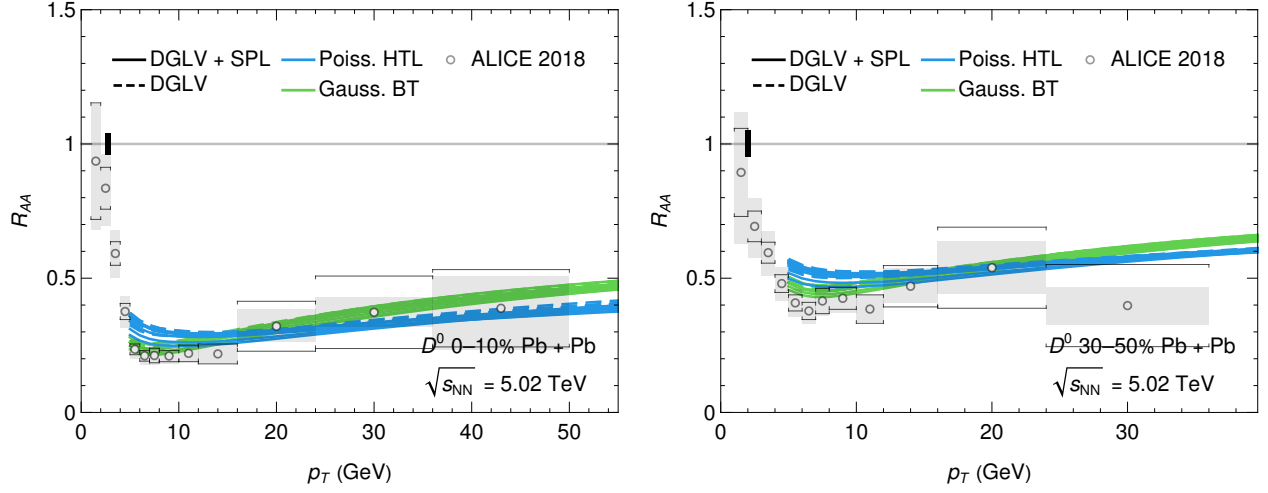 1.5
DGLV + SPL Poiss. HTL ALICE 2018
DGLV Gauss. BT
1
R_AA
0.5
D⁰ 0–10% Pb + Pb
√s_NN = 5.02 TeV
0
0 10 20 30 40 50
p_T (GeV)
1.5
DGLV + SPL Poiss. HTL ALICE 2018
DGLV Gauss. BT
1
R_AA
0.5
D⁰ 30–50% Pb + Pb
√s_NN = 5.02 TeV
0
0 10 20 30
p_T (GeV)